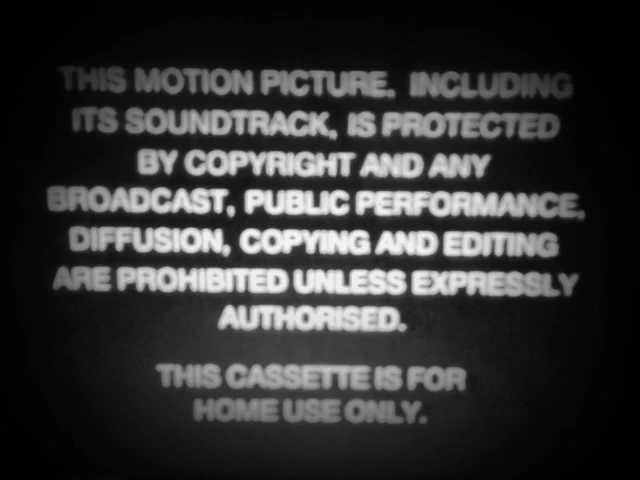 THIS MOTION PICTURE, INCLUDING
ITS SOUNDTRACK, IS PROTECTED
BY COPYRIGHT AND ANY
BROADCAST, PUBLIC PERFORMANCE,
DIFFUSION, COPYING AND EDITING
ARE PROHIBITED UNLESS EXPRESSLY
AUTHORISED.
THIS CASSETTE IS FOR
HOME USE ONLY.